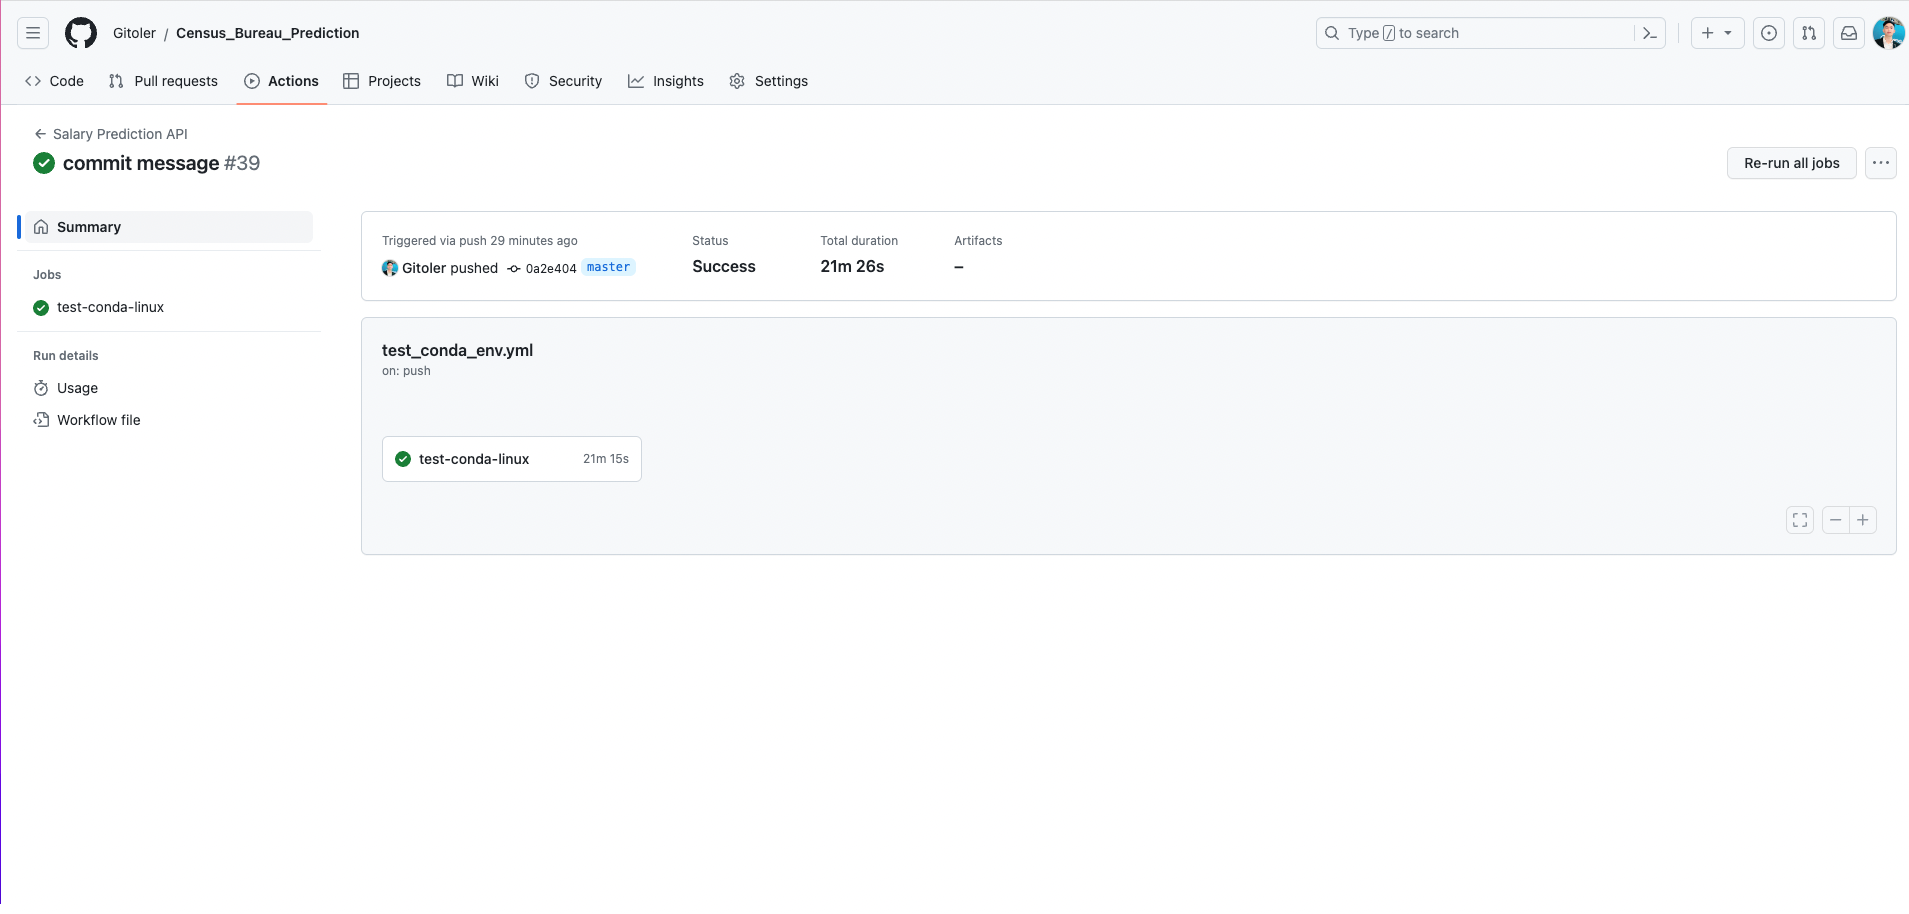 Gitoler / Census_Bureau_Prediction
Type / to search
Code
Pull requests
Actions
Projects
Wiki
Security
Insights
Settings
Salary Prediction API
commit message #39
Re-run all jobs
Summary
Jobs
test-conda-linux
Run details
Usage
Workflow file
Triggered via push 29 minutes ago
Gitoler pushed 0a2e404 master
Status
Success
Total duration
21m 26s
Artifacts
–
test_conda_env.yml
on: push
test-conda-linux 21m 15s